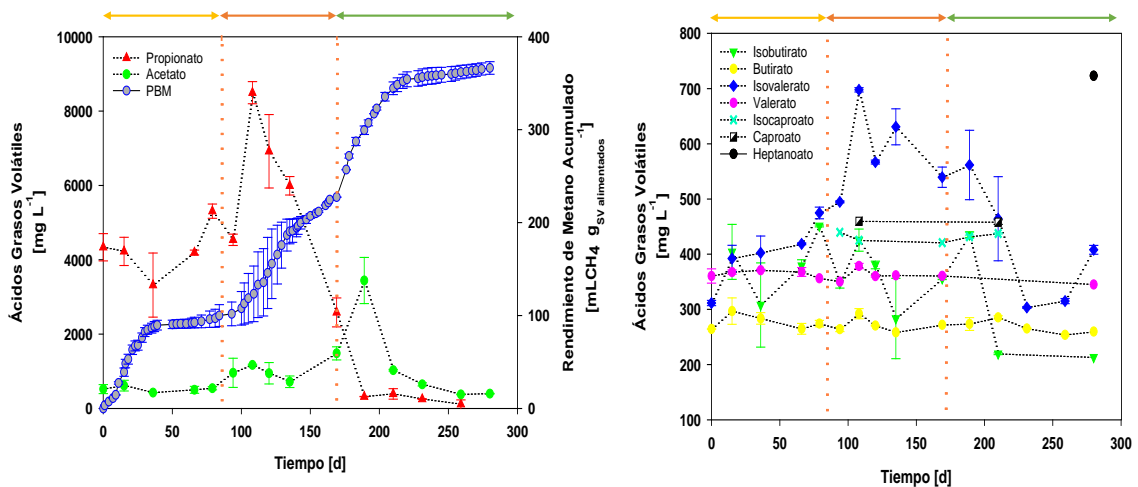 Ácidos Grasos Volátiles
[mg L⁻¹]
10000
8000
6000
4000
2000
0
Propionato
Acetato
PBM
400
300
200
100
0
Rendimiento de Metano Acumulado
[mLCH4 gSV alimentados⁻¹]
0 50 100 150 200 250 300
Tiempo [d]
Ácidos Grasos Volátiles
[mg L⁻¹]
800
700
600
500
400
300
200
100
Isobutirato
Butirato
Isovalerato
Valerato
Isocaproato
Caproato
Heptanoato
0 50 100 150 200 250 300
Tiempo [d]